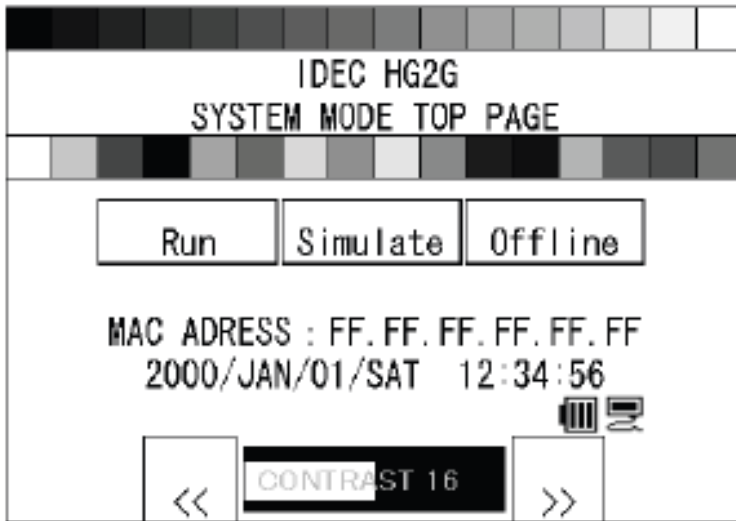 IDEC HG2G
SYSTEM MODE TOP PAGE
Run Simulate Offline
MAC ADRESS : FF.FF.FF.FF.FF.FF
2000/JAN/01/SAT 12:34:56
<< CONTRAST 16 >>